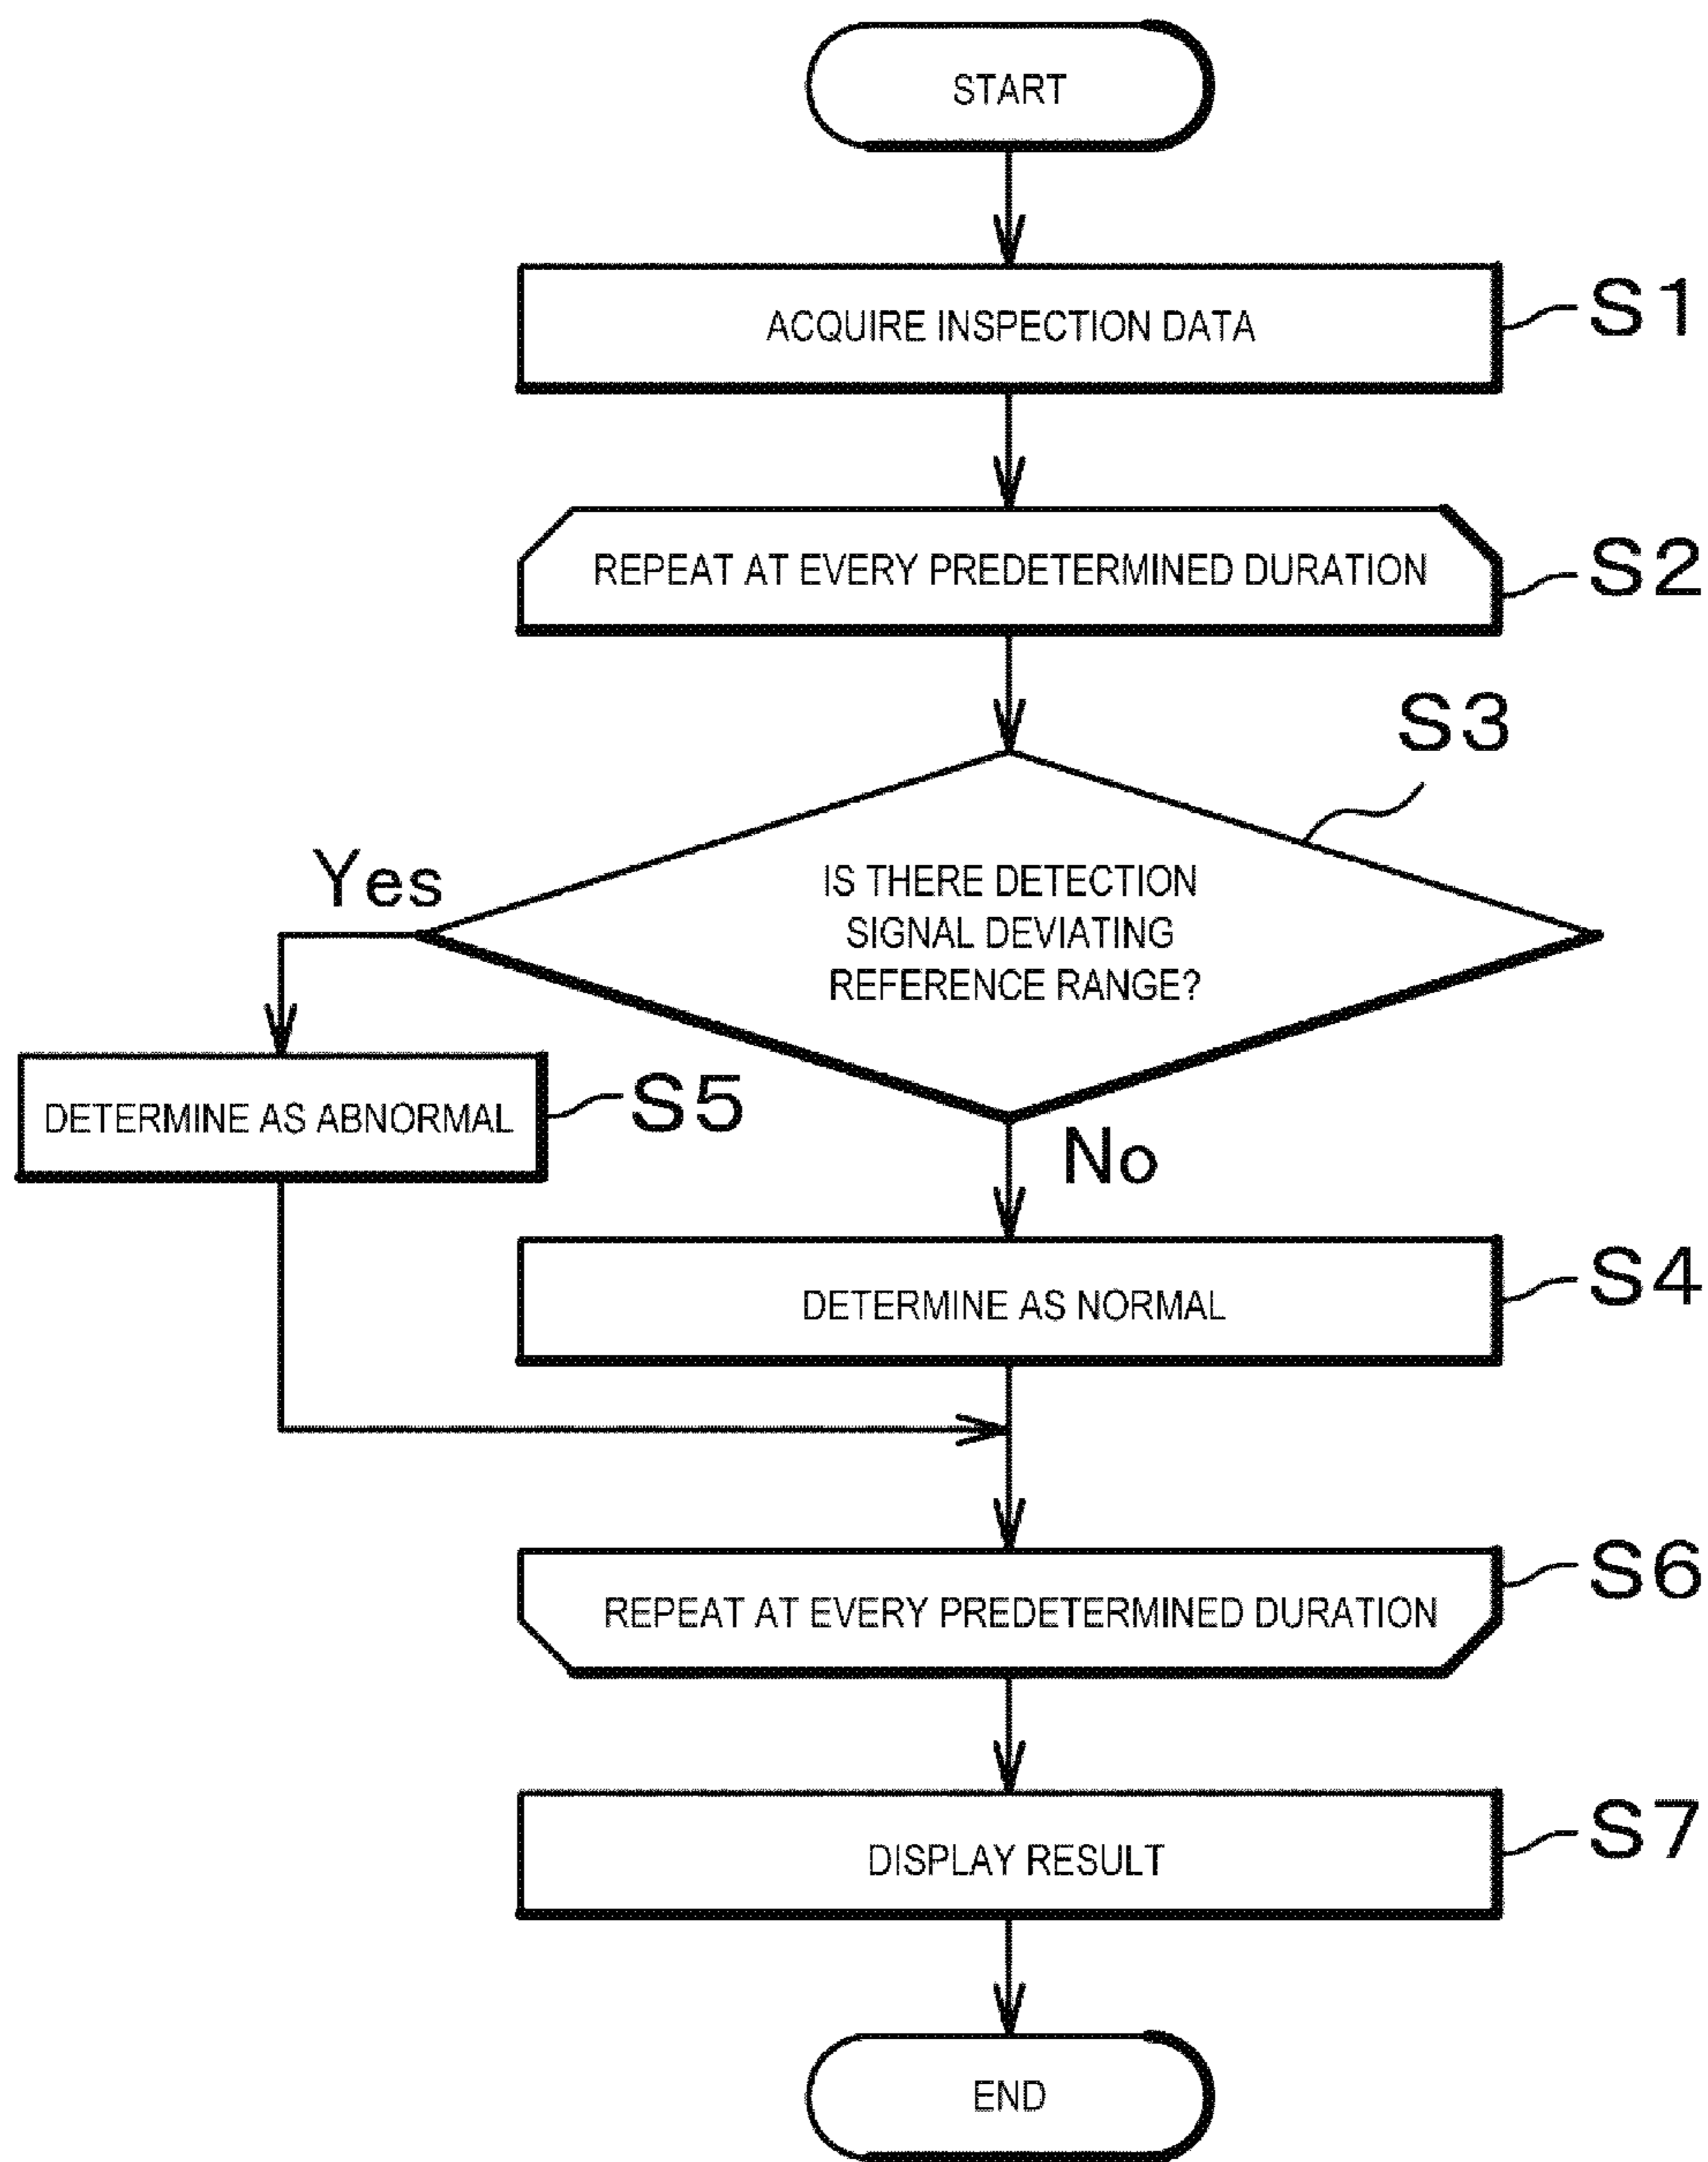 START
ACQUIRE INSPECTION DATA
S1
REPEAT AT EVERY PREDETERMINED DURATION
S2
S3
Yes
IS THERE DETECTION
SIGNAL DEVIATING
REFERENCE RANGE?
DETERMINE AS ABNORMAL
S5
No
DETERMINE AS NORMAL
S4
REPEAT AT EVERY PREDETERMINED DURATION
S6
DISPLAY RESULT
S7
END